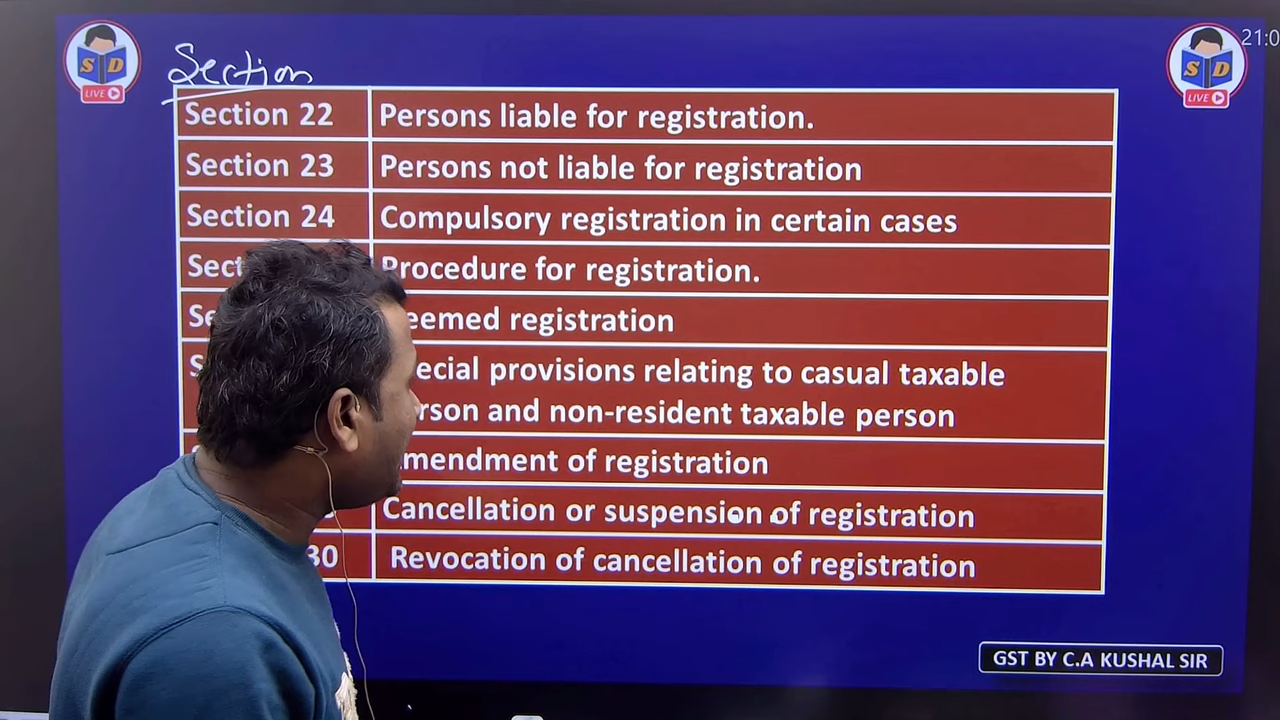 S D
LIVE
S D
LIVE
21:0
Section
Section 22 Persons liable for registration.
Section 23 Persons not liable for registration
Section 24 Compulsory registration in certain cases
Sect Procedure for registration.
Se eemed registration
S ecial provisions relating to casual taxable
rson and non-resident taxable person
mendment of registration
Cancellation or suspension of registration
30 Revocation of cancellation of registration
GST BY C.A KUSHAL SIR